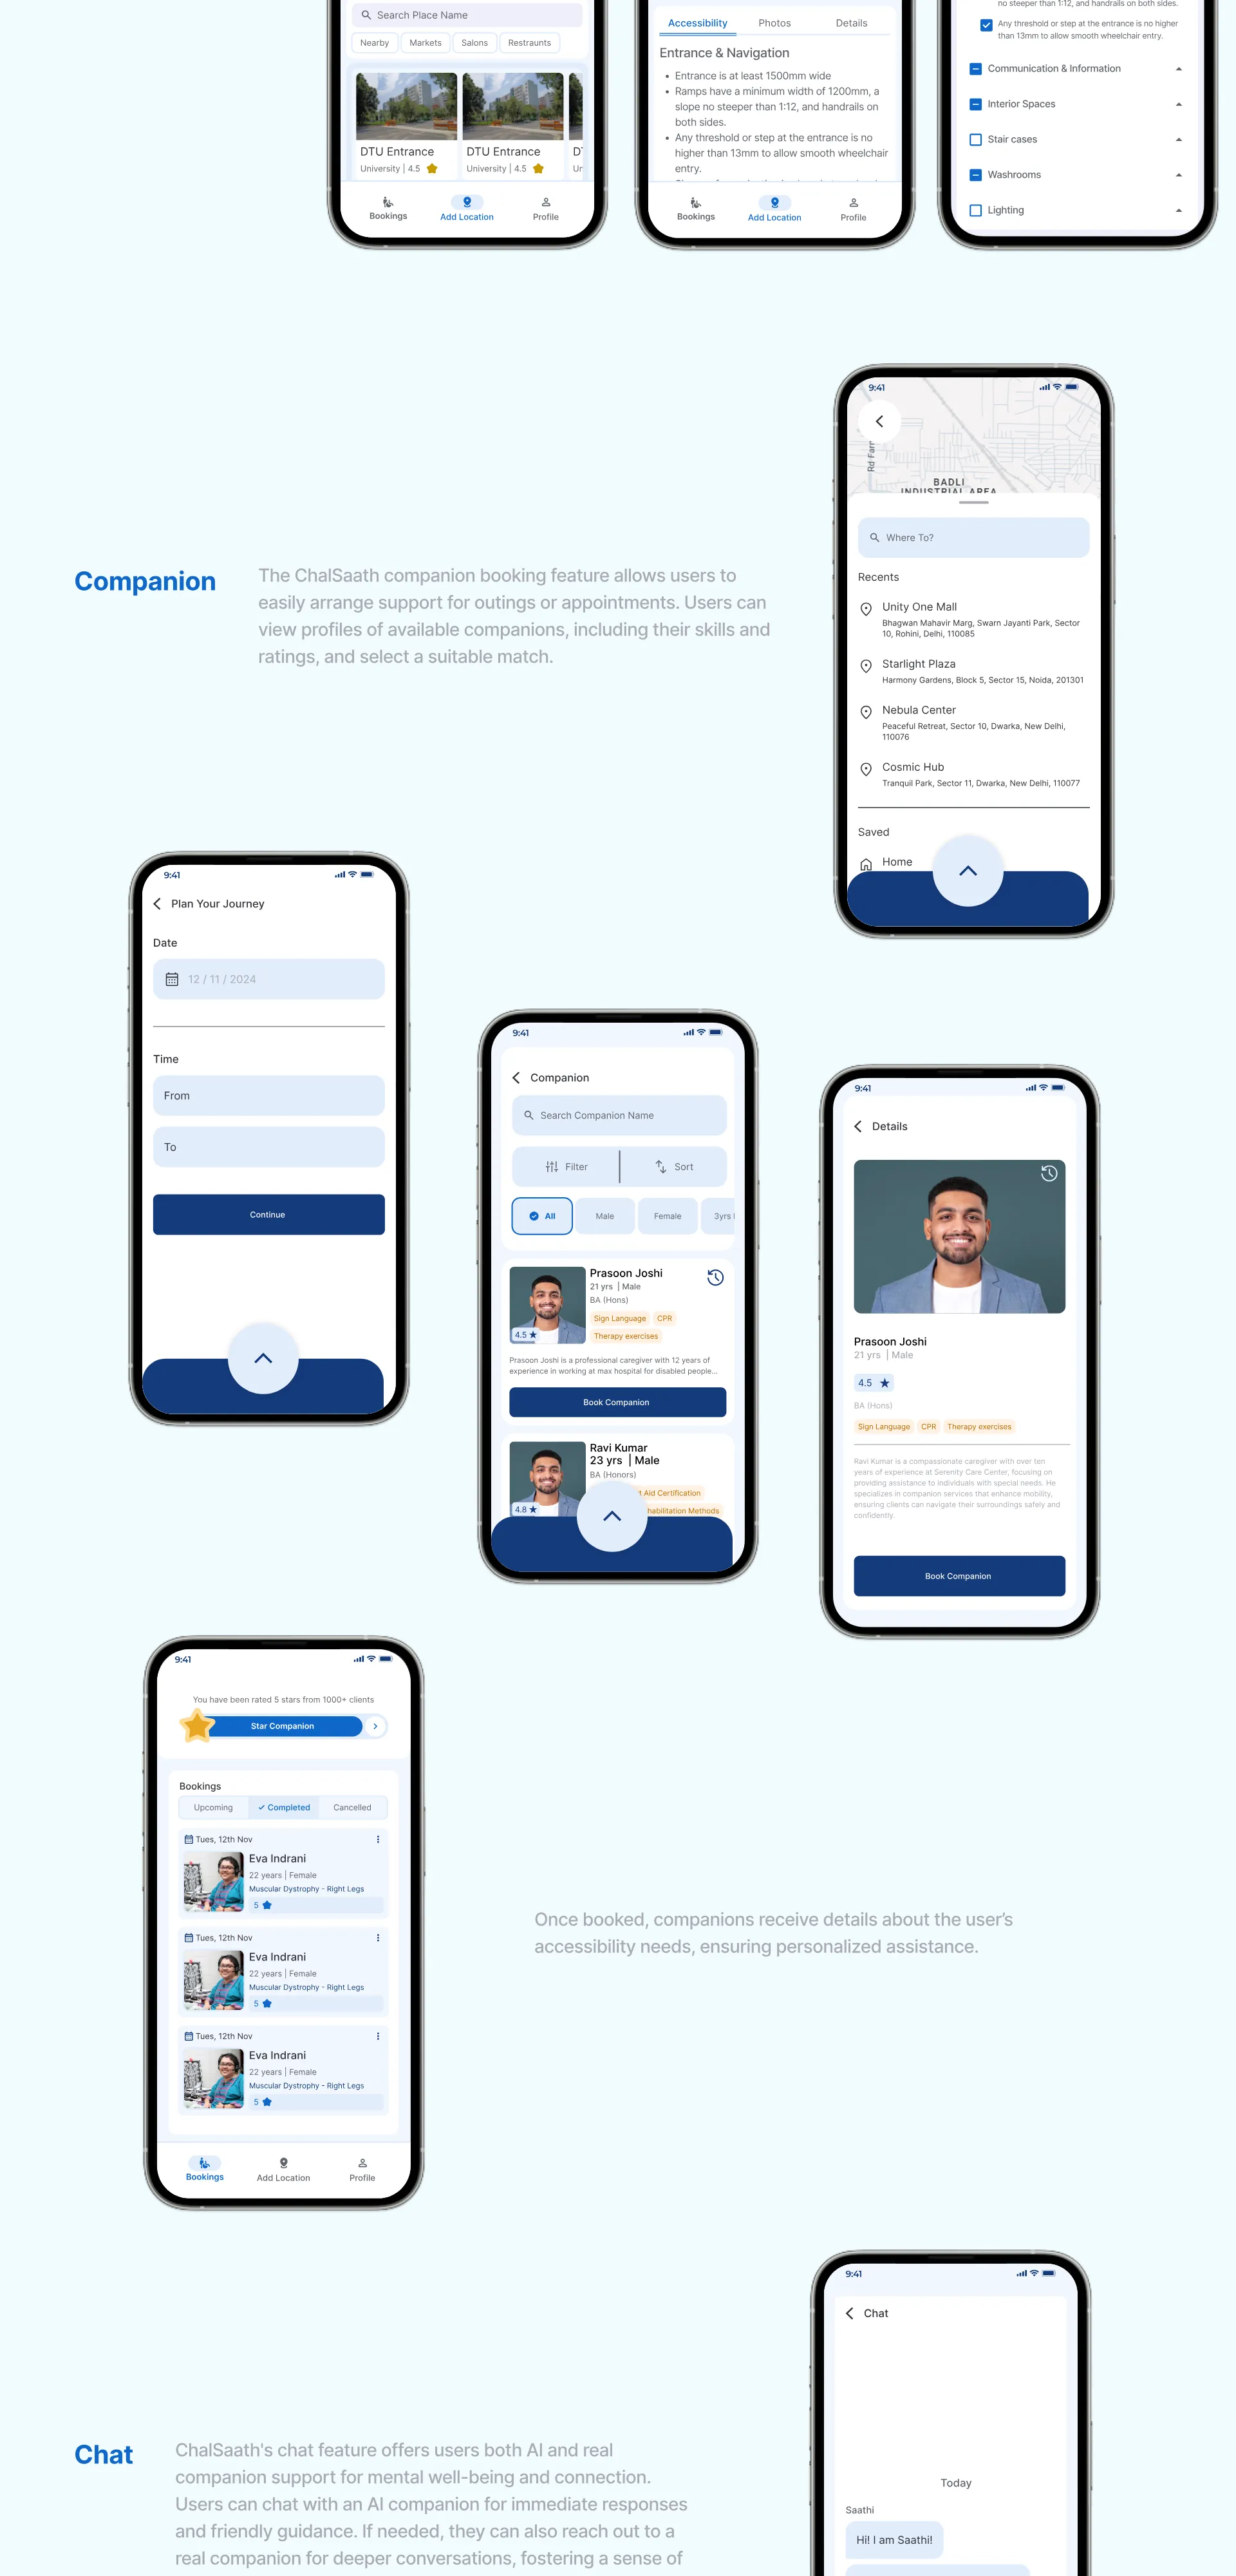 Search Place Name
Nearby
Markets
Salons
Restraunts
DTU Entrance
University | 4.5
DTU Entrance
University | 4.5
Bookings
Add Location
Profile
Accessibility
Photos
Details
Entrance & Navigation
Entrance is at least 1500mm wide
Ramps have a minimum width of 1200mm, a
slope no steeper than 1:12, and handrails on
both sides.
Any threshold or step at the entrance is no
higher than 13mm to allow smooth wheelchair
entry.
Bookings
Add Location
Profile
no steeper than 1:12, and handrails on both sides.
Any threshold or step at the entrance is no higher
than 13mm to allow smooth wheelchair entry.
Communication & Information
Interior Spaces
Stair cases
Washrooms
Lighting
Companion
The ChalSaath companion booking feature allows users to
easily arrange support for outings or appointments. Users can
view profiles of available companions, including their skills and
ratings, and select a suitable match.
9:41
Rd Farr
BADLI
INDUSTRIAL AREA
Where To?
Recents
Unity One Mall
Bhagwan Mahavir Marg, Swarn Jayanti Park, Sector
10, Rohini, Delhi, 110085
Starlight Plaza
Harmony Gardens, Block 5, Sector 15, Noida, 201301
Nebula Center
Peaceful Retreat, Sector 10, Dwarka, New Delhi,
110076
Cosmic Hub
Tranquil Park, Sector 11, Dwarka, New Delhi, 110077
Saved
Home
9:41
Plan Your Journey
Date
12 / 11 / 2024
Time
From
To
Continue
9:41
Companion
Search Companion Name
Filter
Sort
All
Male
Female
3yrs
Prasoon Joshi
21 yrs | Male
BA (Hons)
Sign Language
CPR
Therapy exercises
4.5
Prasoon Joshi is a professional caregiver with 12 years of
experience in working at max hospital for disabled people...
Book Companion
Ravi Kumar
23 yrs | Male
BA (Honors)
t Aid Certification
habilitation Methods
4.8
9:41
Details
Prasoon Joshi
21 yrs | Male
4.5
BA (Hons)
Sign Language
CPR
Therapy exercises
Ravi Kumar is a compassionate caregiver with over ten
years of experience at Serenity Care Center, focusing on
providing assistance to individuals with special needs. He
specializes in companion services that enhance mobility,
ensuring clients can navigate their surroundings safely and
confidently.
Book Companion
9:41
You have been rated 5 stars from 1000+ clients
Star Companion
Bookings
Upcoming
Completed
Cancelled
Tues, 12th Nov
Eva Indrani
22 years | Female
Muscular Dystrophy - Right Legs
5
Tues, 12th Nov
Eva Indrani
22 years | Female
Muscular Dystrophy - Right Legs
5
Tues, 12th Nov
Eva Indrani
22 years | Female
Muscular Dystrophy - Right Legs
5
Bookings
Add Location
Profile
Once booked, companions receive details about the user's
accessibility needs, ensuring personalized assistance.
Chat
ChalSaath's chat feature offers users both AI and real
companion support for mental well-being and connection.
Users can chat with an AI companion for immediate responses
and friendly guidance. If needed, they can also reach out to a
real companion for deeper conversations, fostering a sense of
9:41
Chat
Today
Saathi
Hi! I am Saathi!